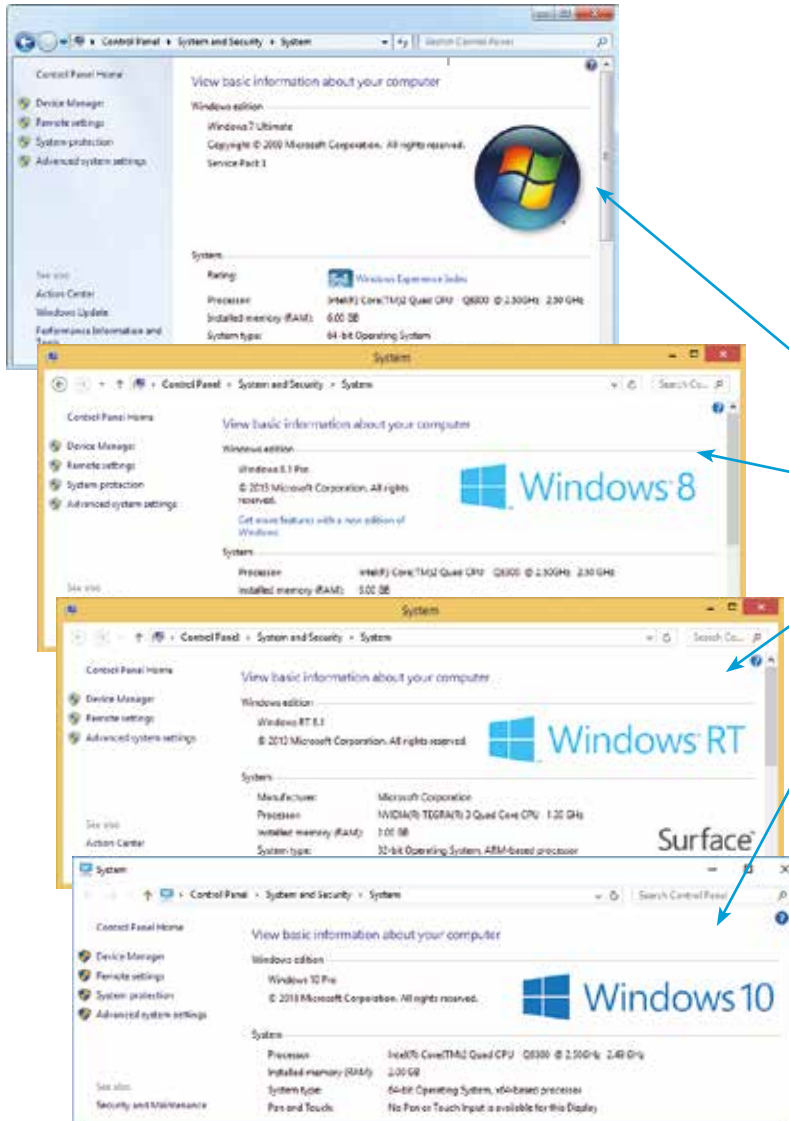 Control Panel ▸ System and Security ▸ System
Search Control Panel
Control Panel Home
Device Manager
Remote settings
System protection
Advanced system settings
See also
Action Center
Windows Update
Performance Information and Tools
View basic information about your computer
Windows edition
Windows 7 Ultimate
Copyright © 2009 Microsoft Corporation. All rights reserved.
Service Pack 1
System
Rating:
Windows Experience Index
Processor: Intel(R) Core(TM)2 Quad CPU Q8300 @ 2.50GHz 2.50 GHz
Installed memory (RAM): 6.00 GB
System type: 64-bit Operating System
System
Control Panel ▸ System and Security ▸ System
Search Co...
Control Panel Home
Device Manager
Remote settings
System protection
Advanced system settings
See also
View basic information about your computer
Windows edition
Windows 8.1 Pro
© 2013 Microsoft Corporation. All rights
reserved.
Get more features with a new edition of
Windows
Windows 8
System
Processor: Intel(R) Core(TM)2 Quad CPU Q8300 @ 2.50GHz 2.50 GHz
Installed memory (RAM):
System
Control Panel ▸ System and Security ▸ System
Search Co...
Control Panel Home
Device Manager
Remote settings
Advanced system settings
See also
Action Center
View basic information about your computer
Windows edition
Windows RT 8.1
© 2013 Microsoft Corporation. All rights reserved.
Windows RT
System
Manufacturer: Microsoft Corporation
Processor: NVIDIA(R) TEGRA(R) 3 Quad Core CPU 1.30 GHz
Installed memory (RAM): 2.00 GB
System type: 32-bit Operating System, ARM-based processor
Surface
System
Control Panel > System and Security > System
Search Control Panel
Control Panel Home
Device Manager
Remote settings
System protection
Advanced system settings
See also
Security and Maintenance
View basic information about your computer
Windows edition
Windows 10 Pro
© Microsoft Corporation. All rights reserved.
Windows 10
System
Processor: Intel(R) Core(TM)2 Quad CPU Q8300 @ 2.50GHz 2.49 GHz
Installed memory (RAM): 2.00 GB
System type: 64-bit Operating System, x64-based processor
Pen and Touch: No Pen or Touch Input is available for this Display